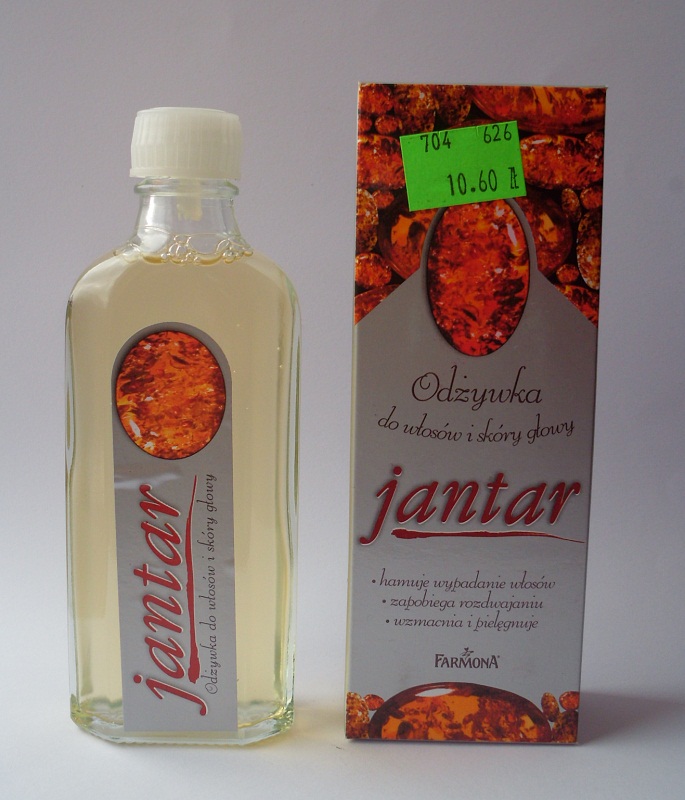 jantar
Odżywka do włosów i skóry głowy
704 626
10.60 zł
Odżywka
do włosów i skóry głowy
jantar
• hamuje wypadanie włosów
• zapobiega rozdwajaniu
• wzmacnia i pielęgnuje
FARMONA